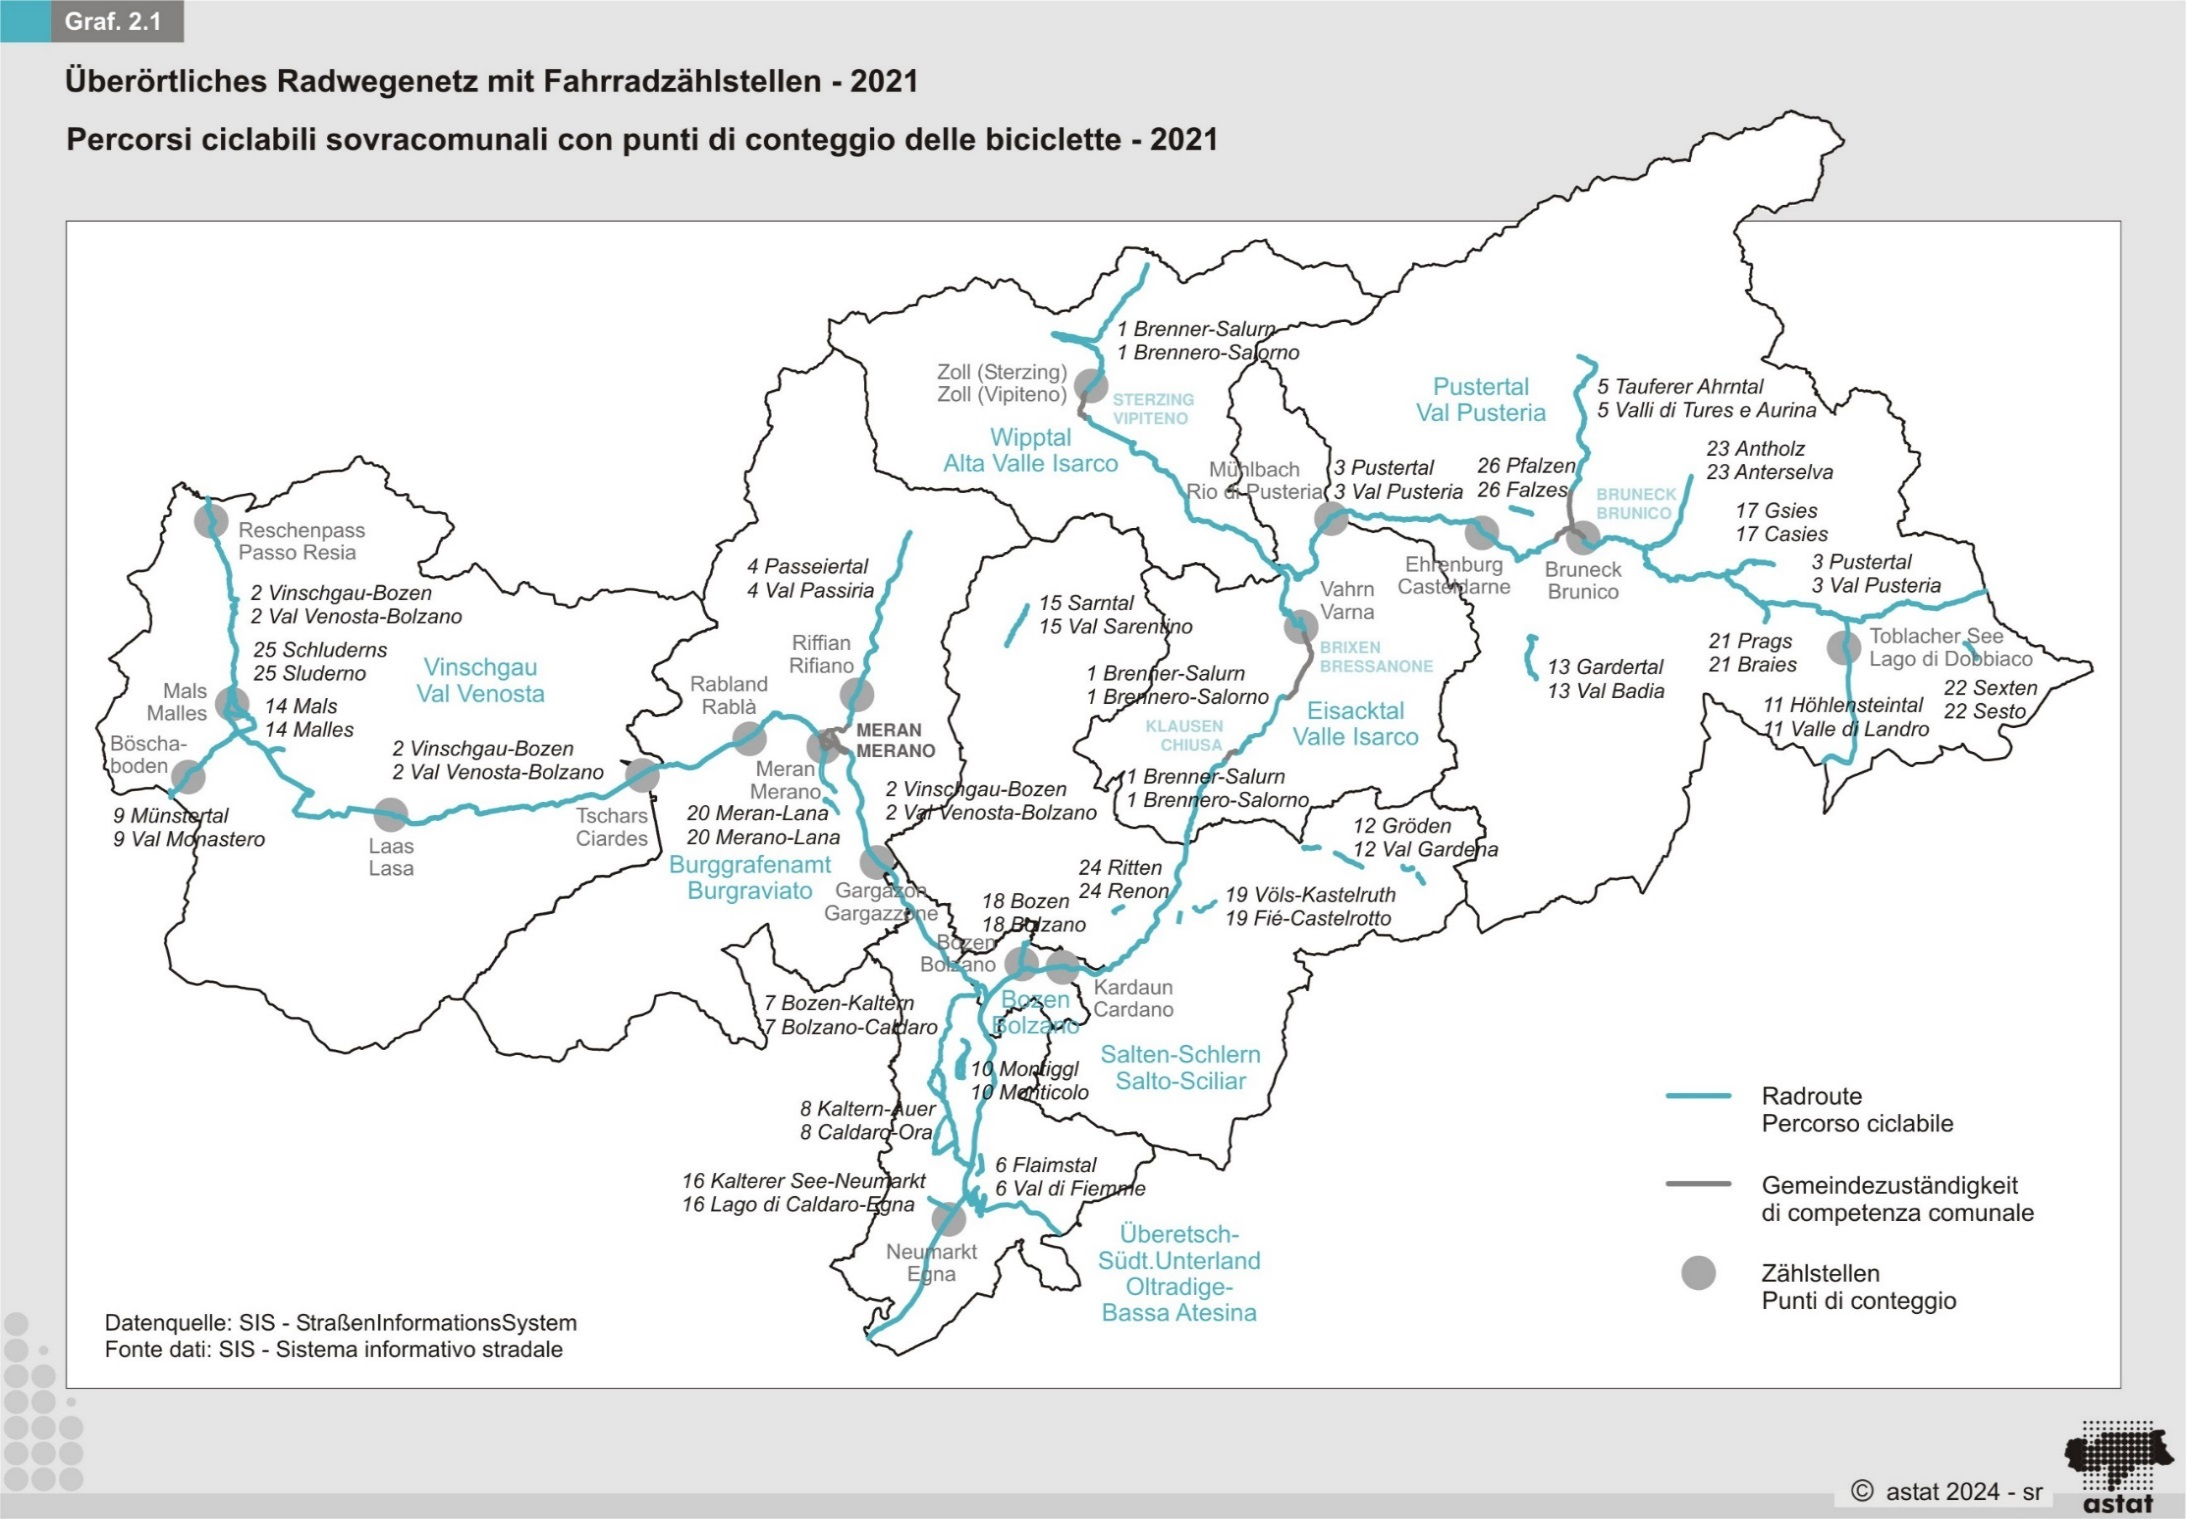 Graf. 2.1
Überörtliches Radwegenetz mit Fahrradzählstellen - 2021
Percorsi ciclabili sovracomunali con punti di conteggio delle biciclette - 2021
1 Brenner-Salurn
1 Brennero-Salorno
Zoll (Sterzing)
Zoll (Vipiteno)
STERZING
VIPITENO
Wipptal
Alta Valle Isarco
Pustertal
Val Pusteria
5 Tauferer Ahrntal
5 Valli di Tures e Aurina
23 Antholz
23 Anterselva
Mühlbach
Rio di Pusteria
3 Pustertal
3 Val Pusteria
26 Pfalzen
26 Falzes
BRUNECK
BRUNICO
17 Gsies
17 Casies
Reschenpass
Passo Resia
Ehrenburg
Casteldarne
Bruneck
Brunico
3 Pustertal
3 Val Pusteria
4 Passeiertal
4 Val Passiria
2 Vinschgau-Bozen
2 Val Venosta-Bolzano
15 Sarntal
15 Val Sarentino
Vahrn
Varna
25 Schluderns
25 Sluderno
Vinschgau
Val Venosta
Riffian
Rifiano
BRIXEN
BRESSANONE
21 Prags
21 Braies
Toblacher See
Lago di Dobbiaco
Mals
Malles
14 Mals
14 Malles
Rabland
Rablà
1 Brenner-Salurn
1 Brennero-Salorno
13 Gardertal
13 Val Badia
22 Sexten
22 Sesto
11 Höhlensteintal
11 Valle di Landro
Böscha-
boden
2 Vinschgau-Bozen
2 Val Venosta-Bolzano
MERAN
MERANO
KLAUSEN
CHIUSA
Eisacktal
Valle Isarco
Meran
Merano
2 Vinschgau-Bozen
2 Val Venosta-Bolzano
1 Brenner-Salurn
1 Brennero-Salorno
9 Münstertal
9 Val Monastero
Laas
Lasa
Tschars
Ciardes
20 Meran-Lana
20 Merano-Lana
12 Gröden
12 Val Gardena
Burggrafenamt
Burgraviato
Gargazon
Gargazzone
24 Ritten
24 Renon
18 Bozen
18 Bolzano
19 Völs-Kastelruth
19 Fié-Castelrotto
Bozen
Bolzano
Kardaun
Cardano
7 Bozen-Kaltern
7 Bolzano-Caldaro
Bozen
Bolzano
Salten-Schlern
Salto-Sciliar
10 Montiggl
10 Monticolo
8 Kaltern-Auer
8 Caldaro-Ora
6 Flaimstal
6 Val di Fiemme
16 Kalterer See-Neumarkt
16 Lago di Caldaro-Egna
Neumarkt
Egna
Überetsch-
Südt.Unterland
Oltradige-
Bassa Atesina
Radroute
Percorso ciclabile
Gemeindezuständigkeit
di competenza comunale
Zählstellen
Punti di conteggio
Datenquelle: SIS - StraßenInformationsSystem
Fonte dati: SIS - Sistema informativo stradale
© astat 2024 - sr
astat